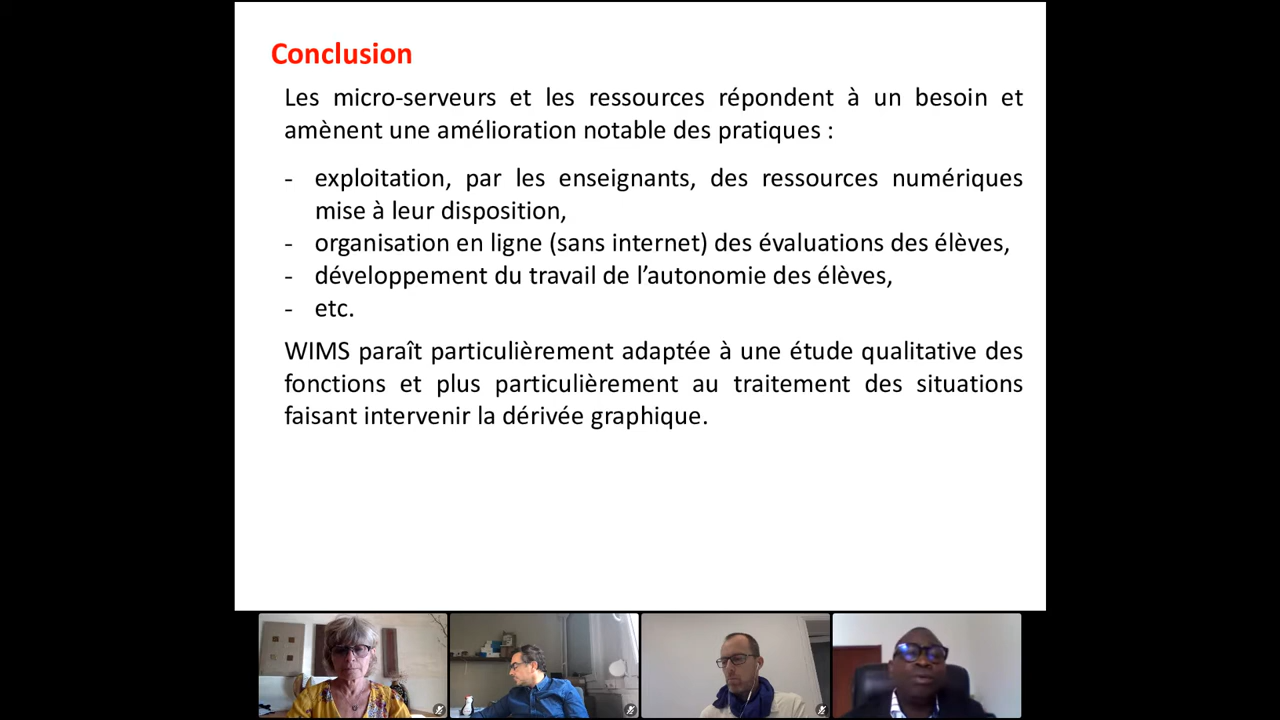 Conclusion
Les micro-serveurs et les ressources répondent à un besoin et
amènent une amélioration notable des pratiques :
- exploitation, par les enseignants, des ressources numériques
mise à leur disposition,
- organisation en ligne (sans internet) des évaluations des élèves,
- développement du travail de l’autonomie des élèves,
- etc.
WIMS paraît particulièrement adaptée à une étude qualitative des
fonctions et plus particulièrement au traitement des situations
faisant intervenir la dérivée graphique.